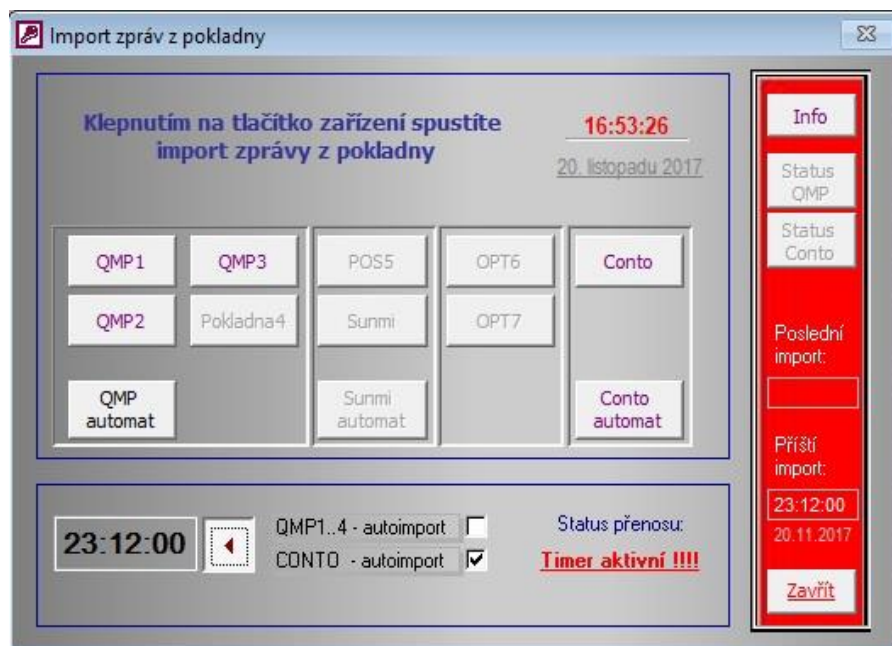 Import zpráv z pokladny
Klepnutím na tlačítko zařízení spustíte
import zprávy z pokladny
16:53:26
20. listopadu 2017
QMP1
QMP3
POS5
OPT6
Conto
QMP2
Pokladna4
Sunmi
OPT7
QMP
automat
Sunmi
automat
Conto
automat
23:12:00
QMP1..4 - autoimport
CONTO - autoimport
Status přenosu:
Timer aktivní !!!!
Info
Status
QMP
Status
Conto
Poslední
import:
Příští
import:
23:12:00
20.11.2017
Zavřít